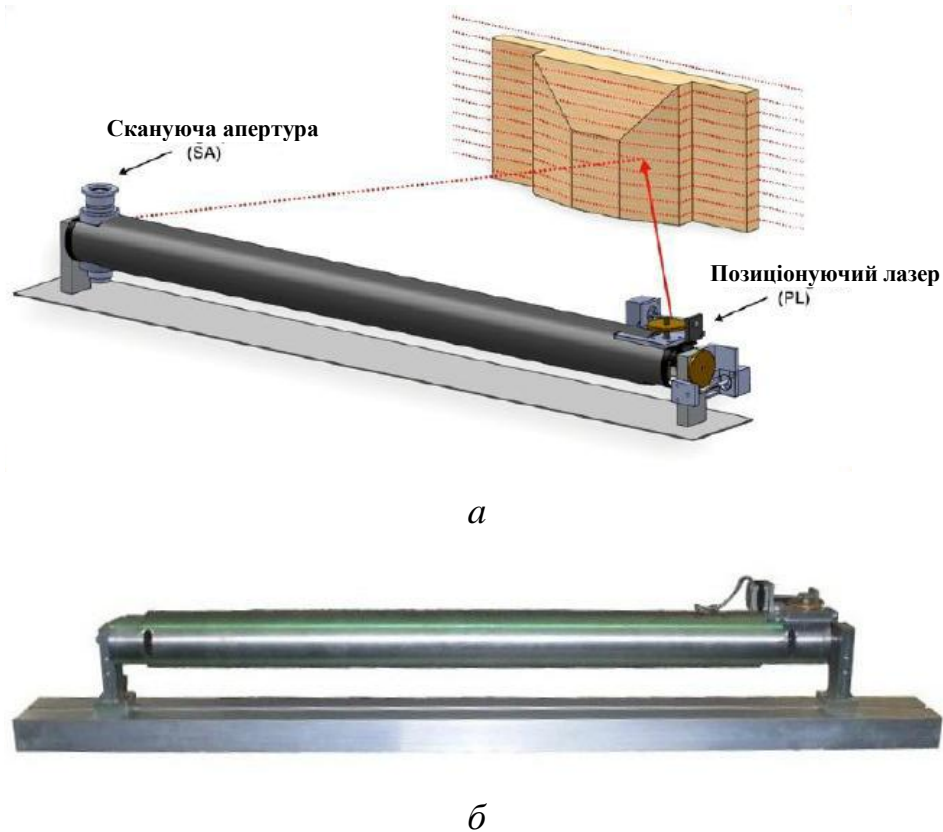 Скануюча апертура
(SA)
Позиціонуючий лазер
(PL)
а
б